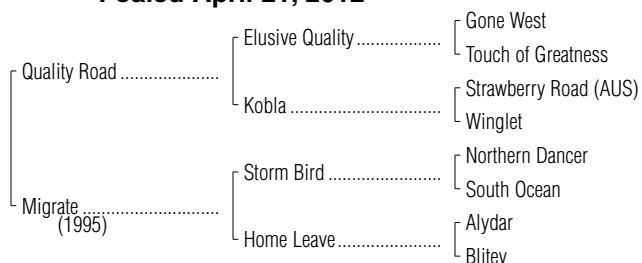 Foaled April 21, 2012
Gone West
Elusive Quality ....................
Touch of Greatness
Quality Road .......................
Strawberry Road (AUS)
Kobla ...................................
Winglet
Northern Dancer
Storm Bird ..........................
South Ocean
Migrate ................................
(1995)
Alydar
Home Leave ........................
Blitey